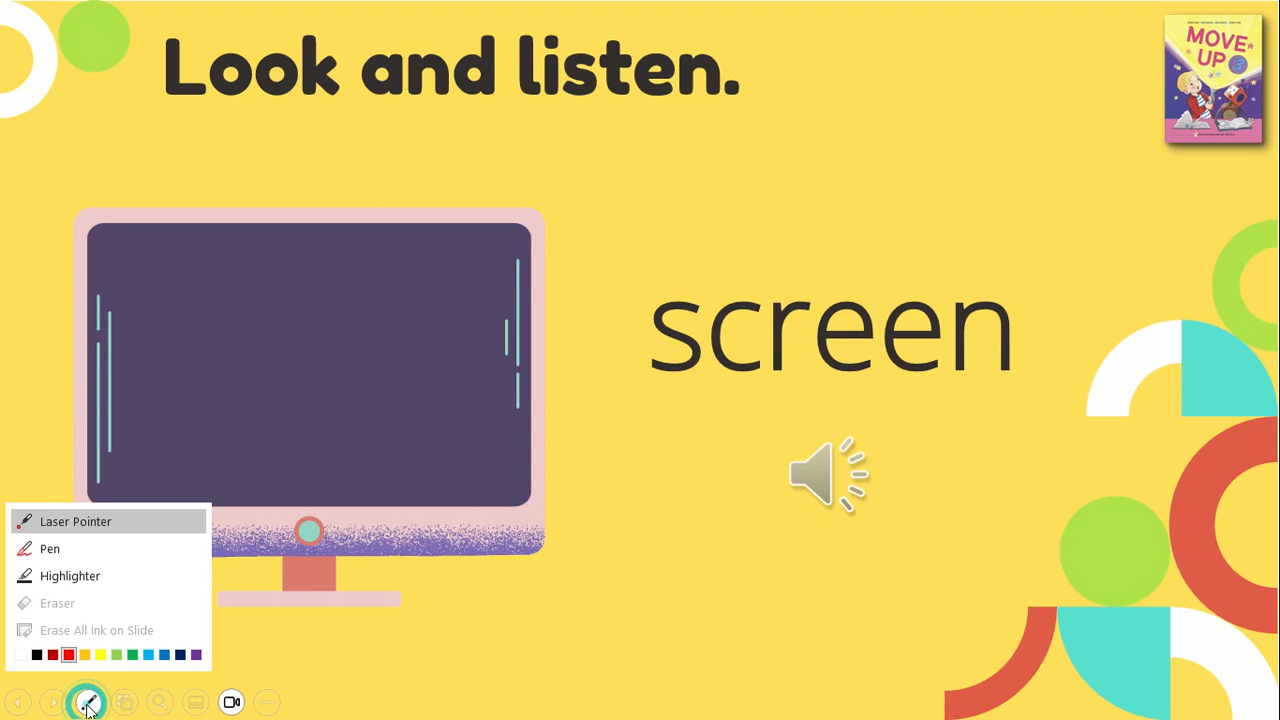 Look and listen.
MOVE
UP
screen
Laser Pointer
Pen
Highlighter
Eraser
Erase All Ink on Slide